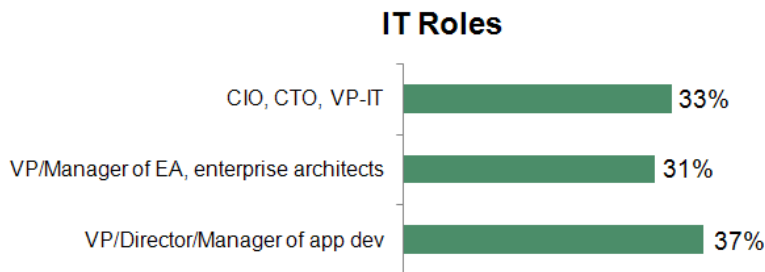 IT Roles
CIO, CTO, VP-IT 33%
VP/Manager of EA, enterprise architects 31%
VP/Director/Manager of app dev 37%